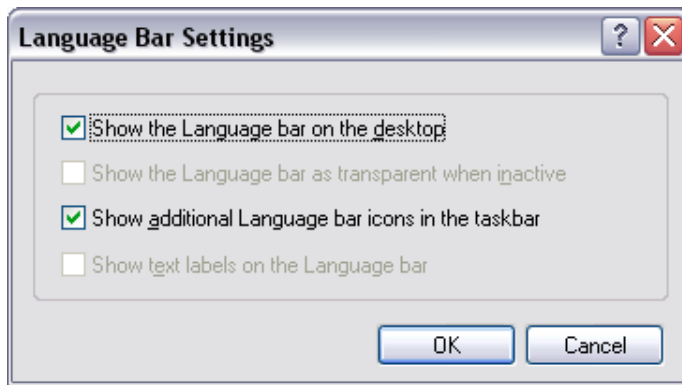 Language Bar Settings
Show the Language bar on the desktop
Show the Language bar as transparent when inactive
Show additional Language bar icons in the taskbar
Show text labels on the Language bar
OK Cancel